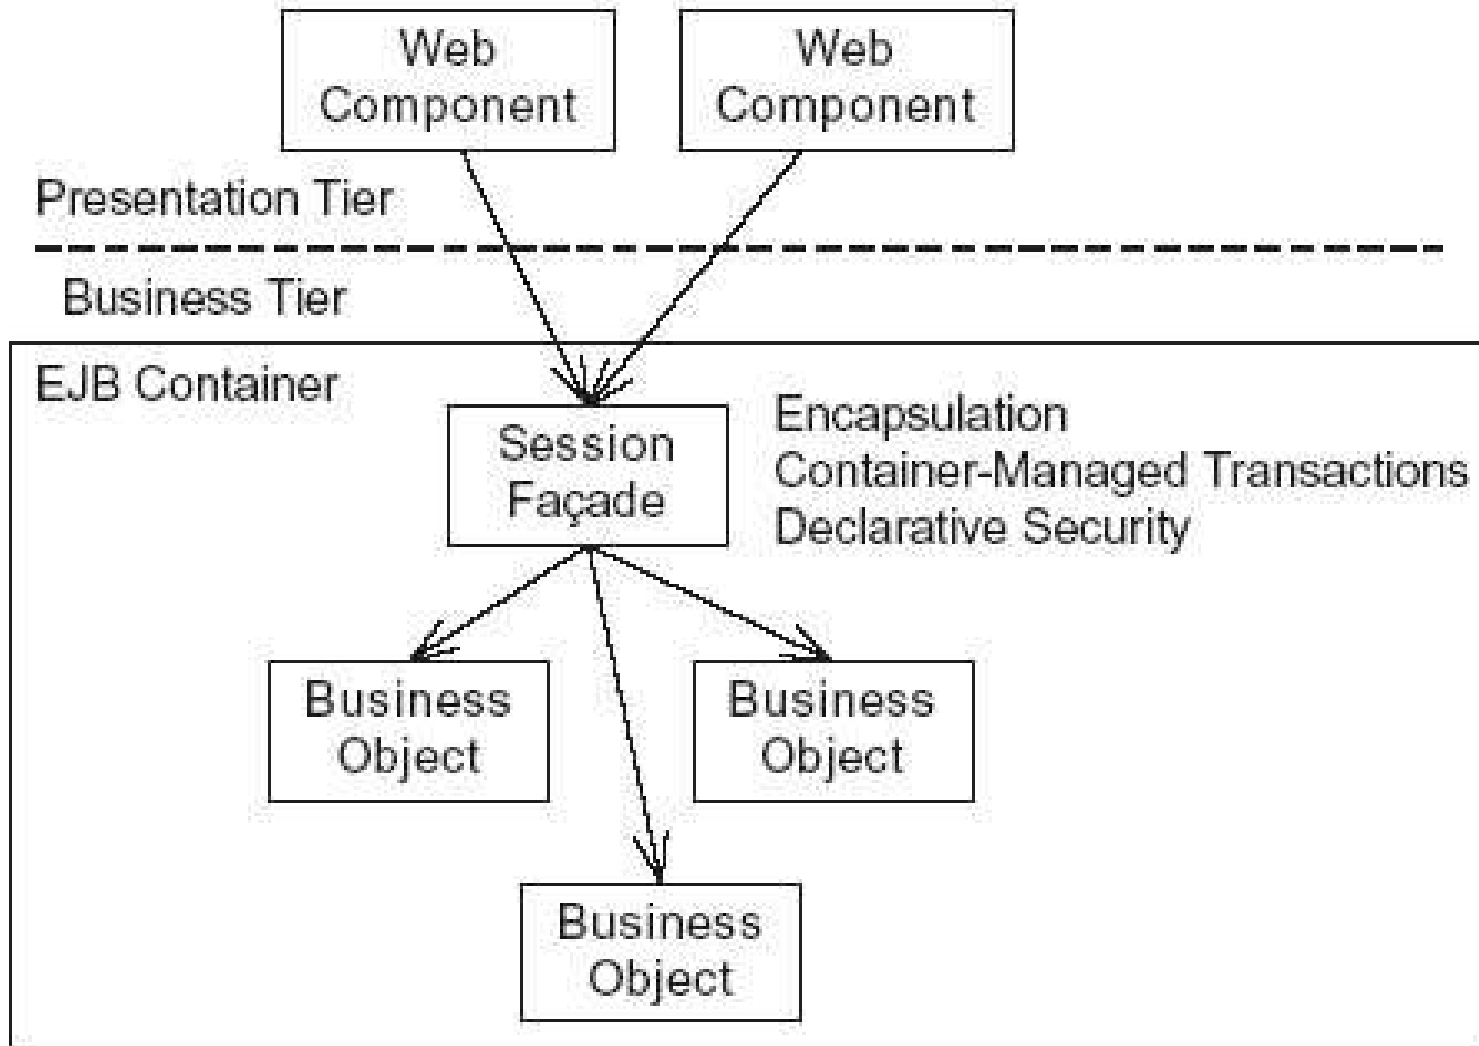 Web
Component
Web
Component
Presentation Tier
Business Tier
EJB Container
Session
Façade
Encapsulation
Container-Managed Transactions
Declarative Security
Business
Object
Business
Object
Business
Object